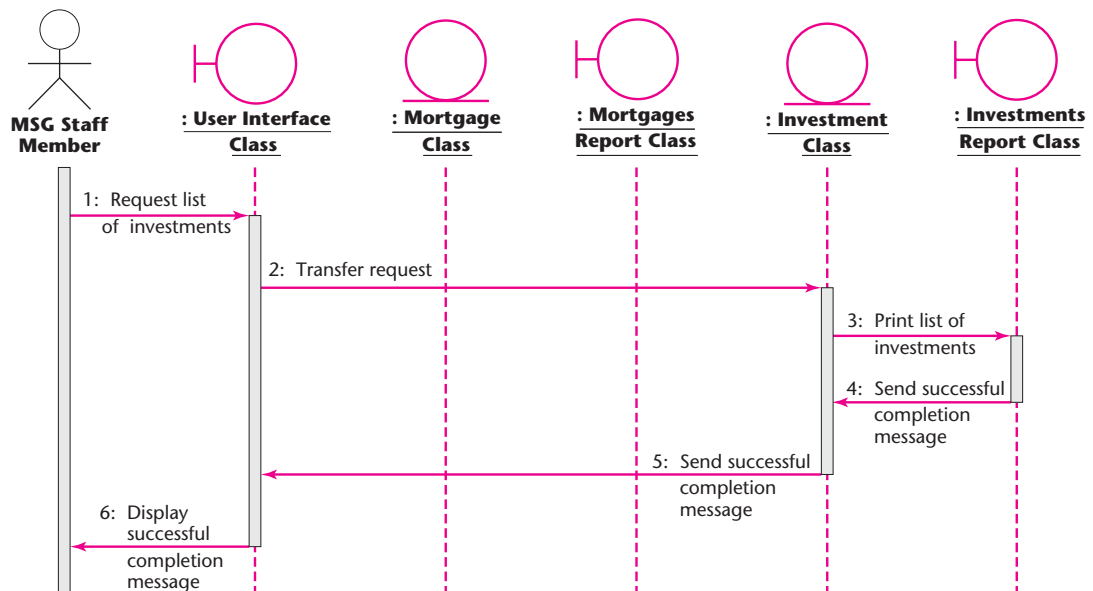 MSG Staff
Member
: User Interface
Class
: Mortgage
Class
: Mortgages
Report Class
: Investment
Class
: Investments
Report Class
1: Request list
of investments
2: Transfer request
3: Print list of
investments
4: Send successful
completion
message
5: Send successful
completion
message
6: Display
successful
completion
message